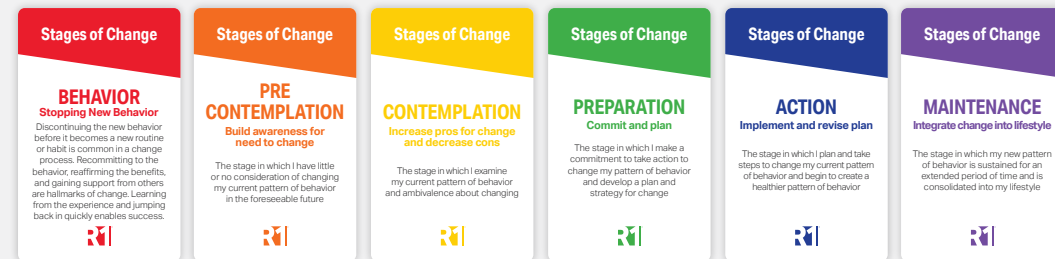 Stages of Change
BEHAVIOR
Stopping New Behavior
Discontinuing the new behavior
before it becomes a new routine
or habit is common in a change
process. Recommitting to the
behavior, reaffirming the benefits,
and gaining support from others
are hallmarks of change. Learning
from the experience and jumping
back in quickly enables success.
Stages of Change
PRE
CONTEMPLATION
Build awareness for
need to change
The stage in which I have little
or no consideration of changing
my current pattern of behavior
in the foreseeable future
Stages of Change
CONTEMPLATION
Increase pros for change
and decrease cons
The stage in which I examine
my current pattern of behavior
and ambivalence about changing
Stages of Change
PREPARATION
Commit and plan
The stage in which I make a
commitment to take action to
change my pattern of behavior
and develop a plan and
strategy for change
Stages of Change
ACTION
Implement and revise plan
The stage in which I plan and take
steps to change my current pattern
of behavior and begin to create a
healthier pattern of behavior
Stages of Change
MAINTENANCE
Integrate change into lifestyle
The stage in which my new pattern
of behavior is sustained for an
extended period of time and is
consolidated into my lifestyle